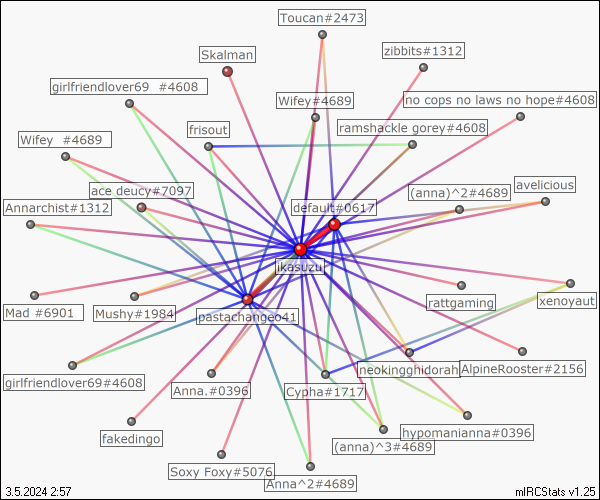 Toucan#2473
Skalman
zibbits#1312
girlfriendlover69  #4608
Wifey#4689
no cops no laws no hope#4608
frisout
ramshackle gorey#4608
Wifey  #4689
ace deucy#7097
(anna)^2#4689
avelicious
Annarchist#1312
default#0617
ikasuzu
Mad #6901
Mushy#1984
pastachangeo41
rattgaming
xenoyaut
girlfriendlover69#4608
Anna.#0396
Cypha#1717
neokingghidorah
AlpineRooster#2156
fakedingo
hypomanianna#0396
(anna)^3#4689
Soxy Foxy#5076
Anna^2#4689
3.5.2024 2:57
mIRCStats v1.25